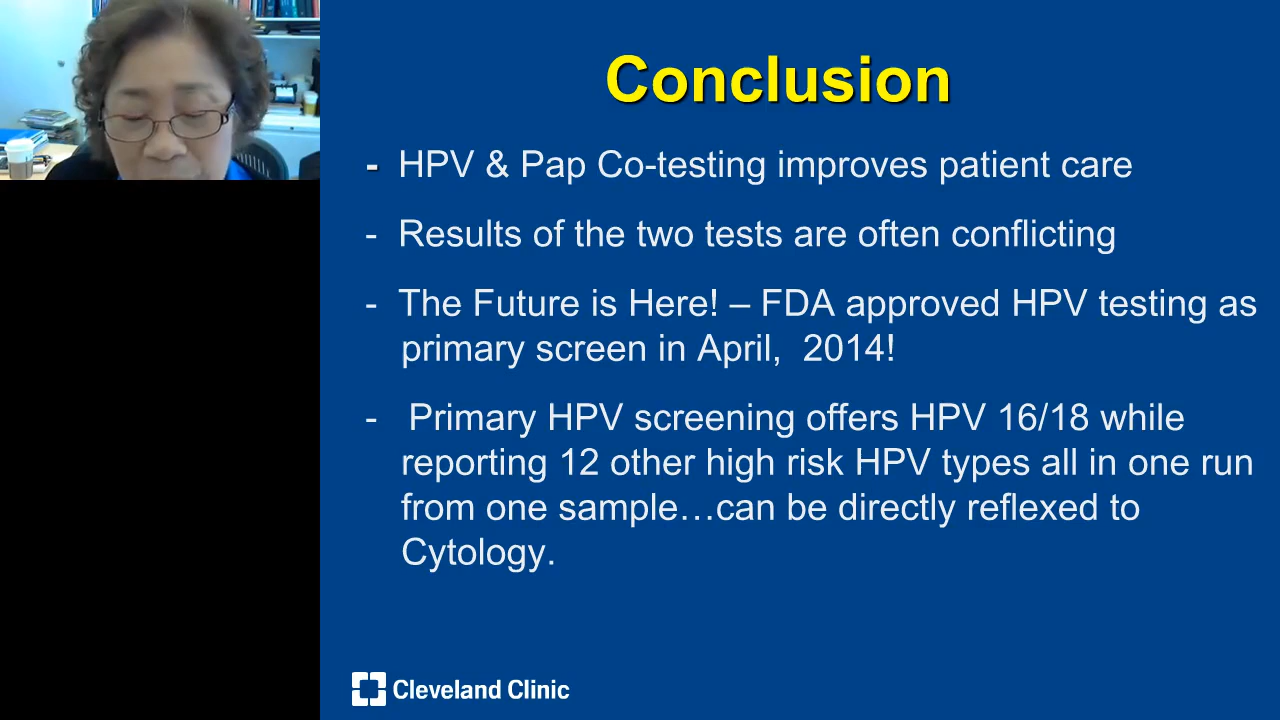 Conclusion
- HPV & Pap Co-testing improves patient care
- Results of the two tests are often conflicting
- The Future is Here! – FDA approved HPV testing as
primary screen in April,  2014!
-  Primary HPV screening offers HPV 16/18 while
reporting 12 other high risk HPV types all in one run
from one sample…can be directly reflexed to
Cytology.
Cleveland Clinic